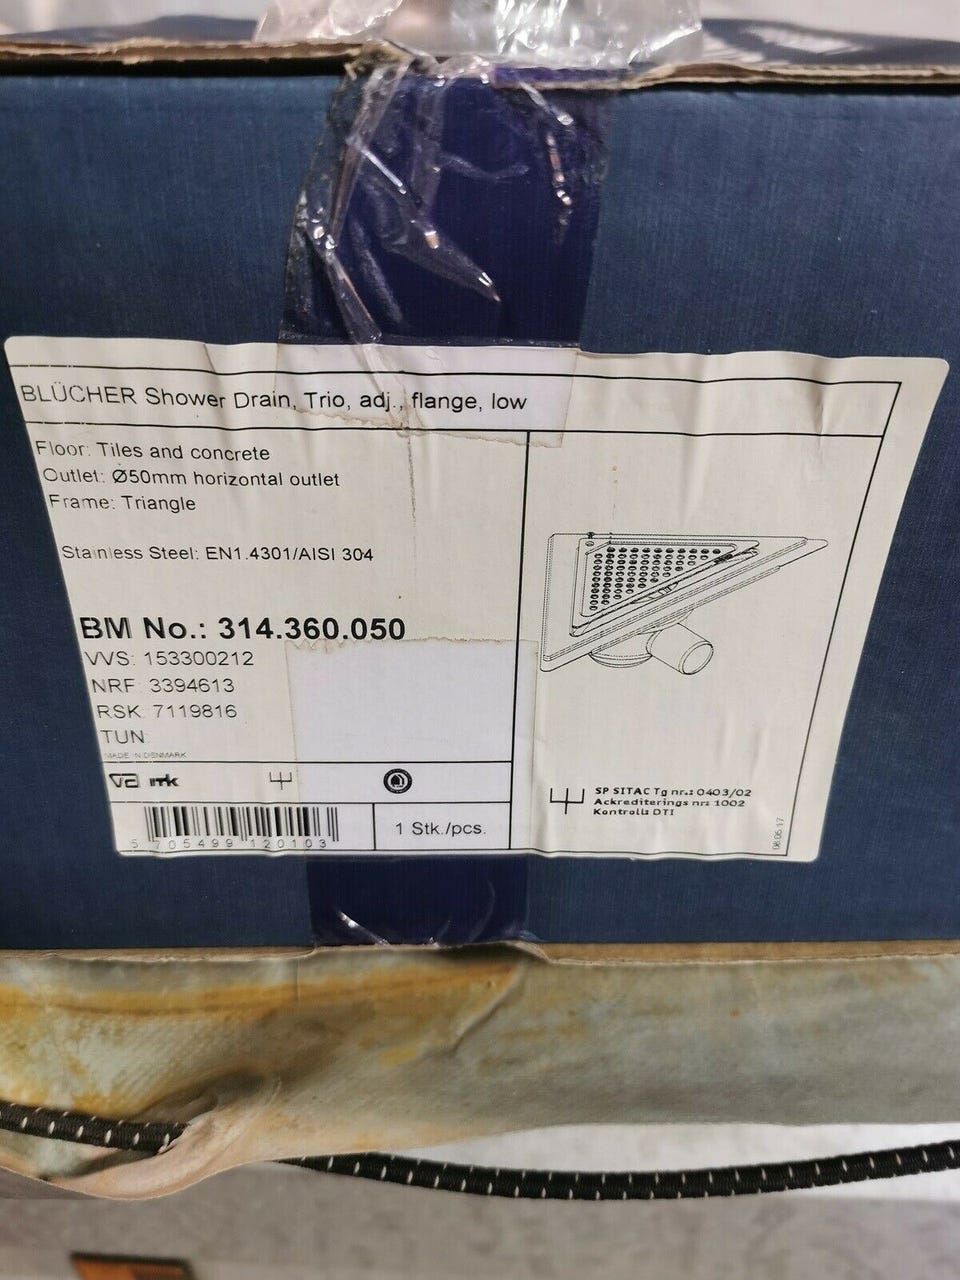 BLÜCHER Shower Drain, Trio, adj., flange, low
Floor: Tiles and concrete
Outlet: Ø50mm horizontal outlet
Frame: Triangle
Stainless Steel: EN1.4301/AISI 304
BM No.: 314.360.050
VVS: 153300212
NRF: 3394613
RSK: 7119816
TUN
MADE IN DENMARK
VA
5 705499 120103
1 Stk./pcs.
SP SITAC Tg nr.: 0403/02
Ackrediterings nr: 1002
Kontroll: DTI
08.05.17